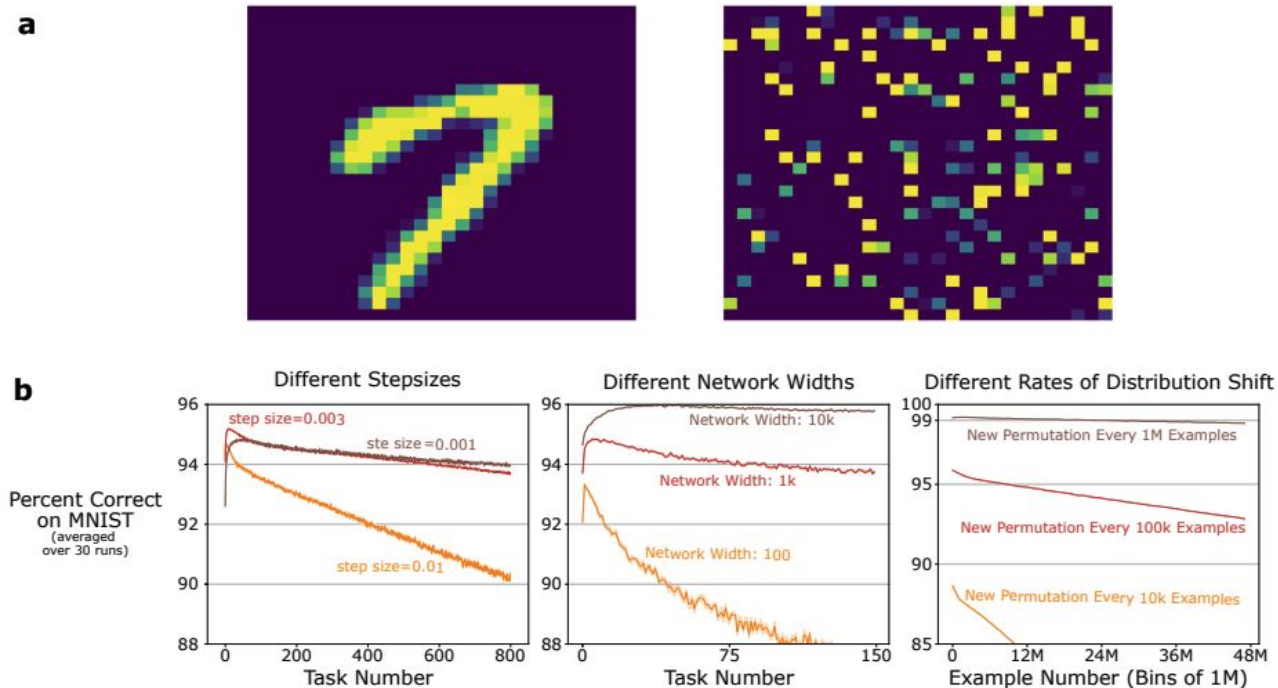 a
b
Different Stepsizes
Different Network Widths
Different Rates of Distribution Shift
Percent Correct
on MNIST
(averaged
over 30 runs)
96
94
92
90
88
step size=0.003
ste size=0.001
step size=0.01
0
200
400
600
800
Task Number
96
94
92
90
88
Network Width: 10k
Network Width: 1k
Network Width: 100
0
75
150
Task Number
100
99
95
90
85
New Permutation Every 1M Examples
New Permutation Every 100k Examples
New Permutation Every 10k Examples
0
12M
24M
36M
48M
Example Number (Bins of 1M)